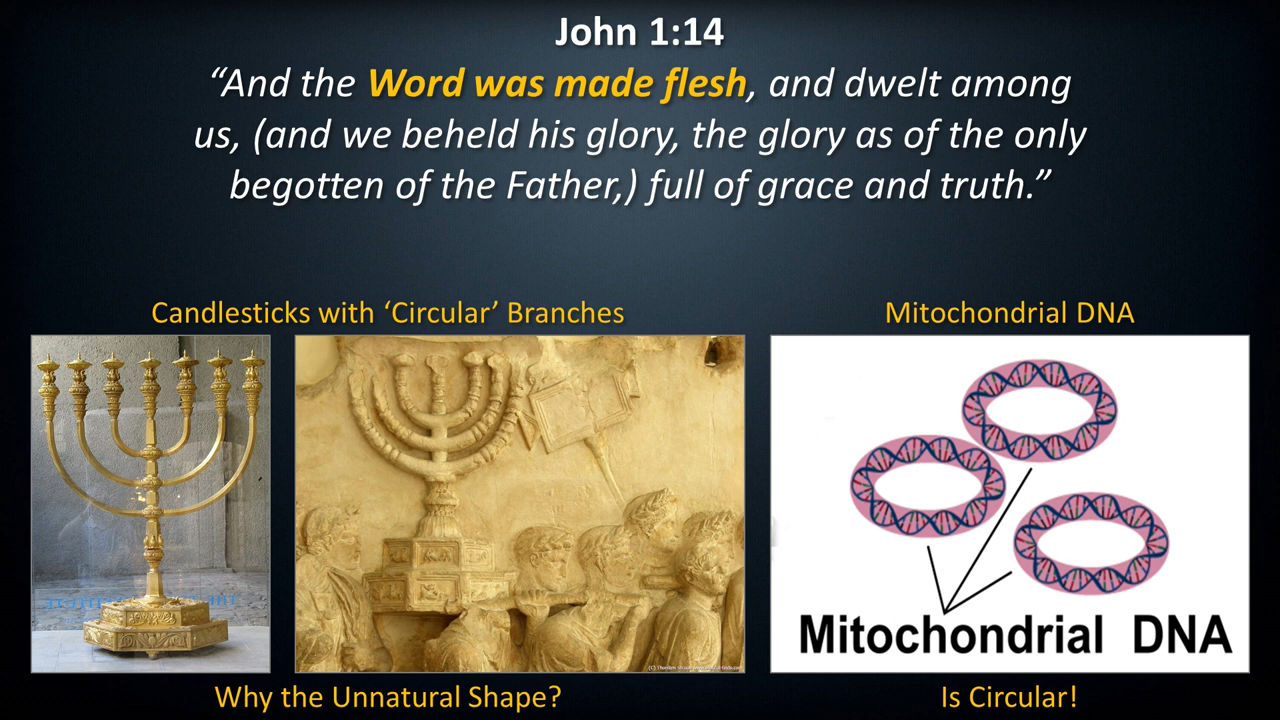 John 1:14
“And the Word was made flesh, and dwelt among
us, (and we beheld his glory, the glory as of the only
begotten of the Father,) full of grace and truth.”
Candlesticks with ‘Circular’ Branches
Mitochondrial DNA
Mitochondrial DNA
Why the Unnatural Shape?
Is Circular!